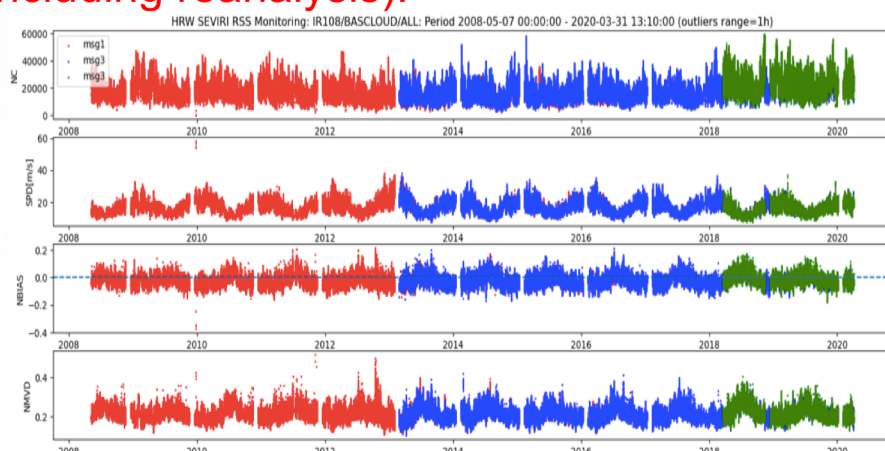 including reanalysis).
HRW SEVIRI RSS Monitoring: IR108/BASCLOUD/ALL: Period 2008-05-07 00:00:00 - 2020-03-31 13:10:00 (outliers range=1h)
60000
40000
20000
0
NC
msg1
msg3
msg3
2008 2010 2012 2014 2016 2018 2020
60
40
20
SPD[m/s]
2008 2010 2012 2014 2016 2018 2020
0.2
0.0
−0.2
−0.4
NBIAS
2008 2010 2012 2014 2016 2018 2020
0.4
0.2
NMVD
2008 2010 2012 2014 2016 2018 2020